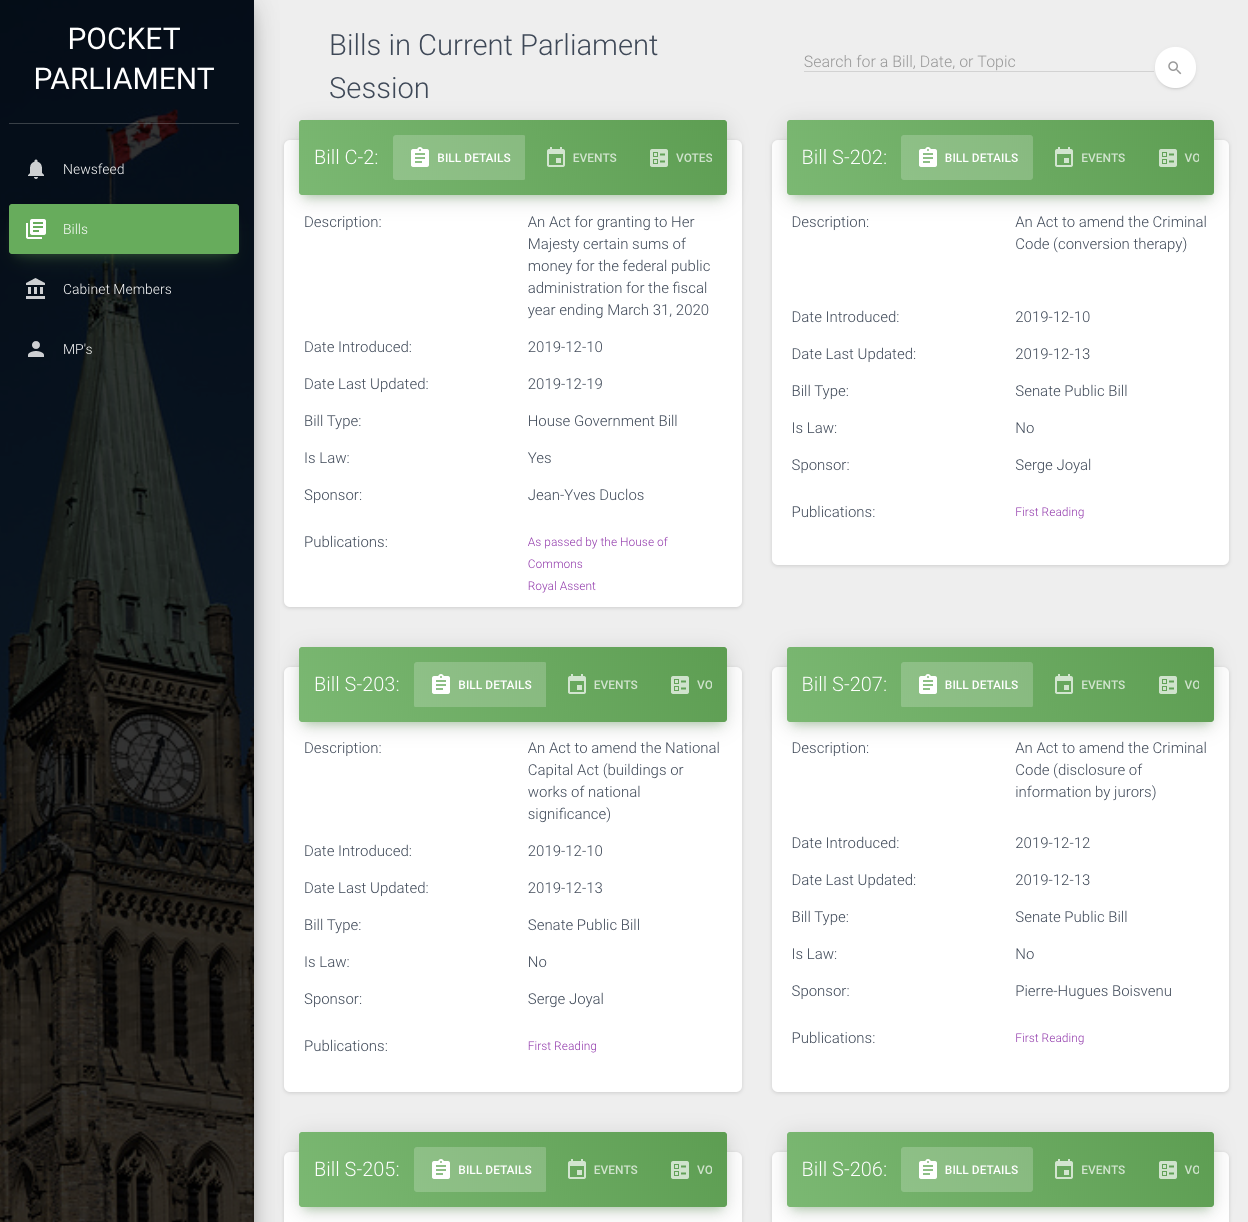 POCKET
PARLIAMENT
Newsfeed
Bills
Cabinet Members
MP's
Bills in Current Parliament
Session
Search for a Bill, Date, or Topic
Bill C-2: BILL DETAILS EVENTS VOTES
Description: An Act for granting to Her
Majesty certain sums of
money for the federal public
administration for the fiscal
year ending March 31, 2020
Date Introduced: 2019-12-10
Date Last Updated: 2019-12-19
Bill Type: House Government Bill
Is Law: Yes
Sponsor: Jean-Yves Duclos
Publications: As passed by the House of
Commons
Royal Assent
Bill S-202: BILL DETAILS EVENTS VO
Description: An Act to amend the Criminal
Code (conversion therapy)
Date Introduced: 2019-12-10
Date Last Updated: 2019-12-13
Bill Type: Senate Public Bill
Is Law: No
Sponsor: Serge Joyal
Publications: First Reading
Bill S-203: BILL DETAILS EVENTS VO
Description: An Act to amend the National
Capital Act (buildings or
works of national
significance)
Date Introduced: 2019-12-10
Date Last Updated: 2019-12-13
Bill Type: Senate Public Bill
Is Law: No
Sponsor: Serge Joyal
Publications: First Reading
Bill S-207: BILL DETAILS EVENTS VO
Description: An Act to amend the Criminal
Code (disclosure of
information by jurors)
Date Introduced: 2019-12-12
Date Last Updated: 2019-12-13
Bill Type: Senate Public Bill
Is Law: No
Sponsor: Pierre-Hugues Boisvenu
Publications: First Reading
Bill S-205: BILL DETAILS EVENTS VO
Bill S-206: BILL DETAILS EVENTS VO